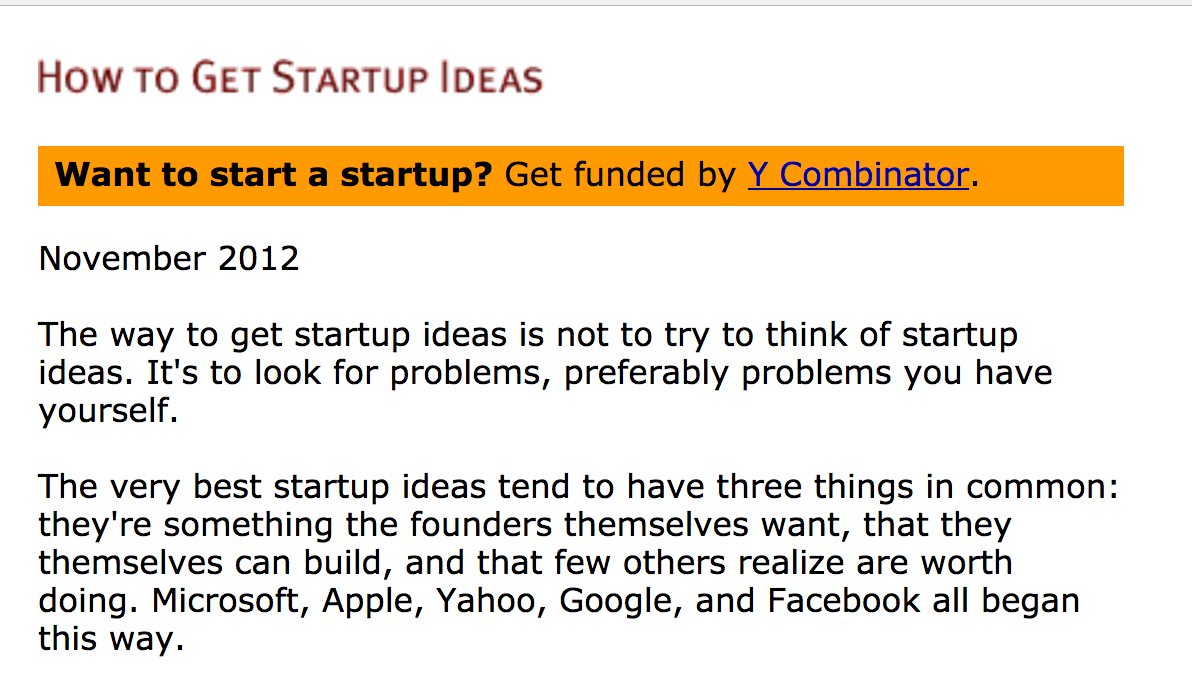 How to Get Startup Ideas
Want to start a startup? Get funded by Y Combinator.
November 2012
The way to get startup ideas is not to try to think of startup
ideas. It's to look for problems, preferably problems you have
yourself.
The very best startup ideas tend to have three things in common:
they're something the founders themselves want, that they
themselves can build, and that few others realize are worth
doing. Microsoft, Apple, Yahoo, Google, and Facebook all began
this way.